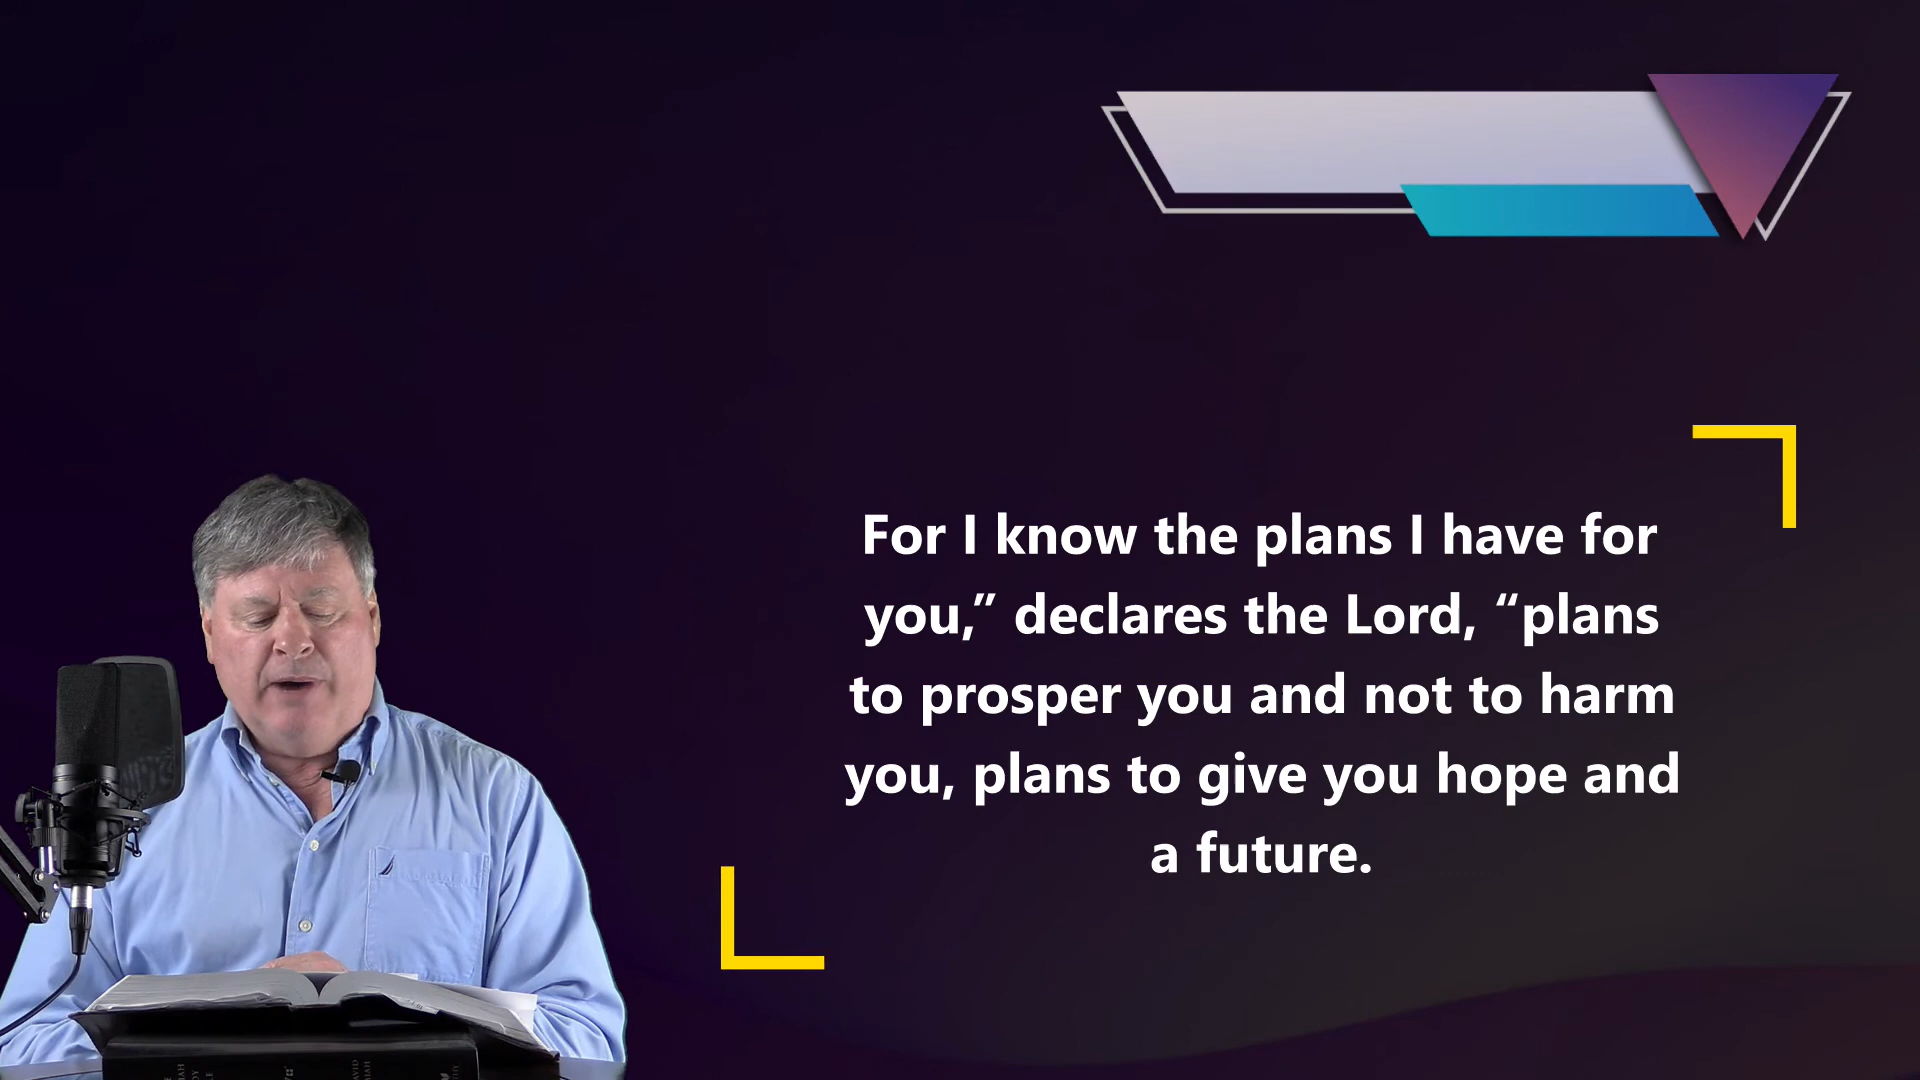 For I know the plans I have for
you,” declares the Lord, “plans
to prosper you and not to harm
you, plans to give you hope and
a future.